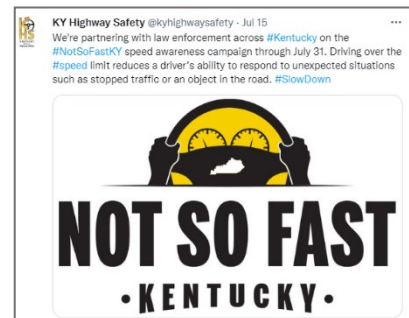 KY Highway Safety @kyhighwaysafety · Jul 15 ...
We're partnering with law enforcement across #Kentucky on the
#NotSoFastKY speed awareness campaign through July 31. Driving over the
#speed limit reduces a driver's ability to respond to unexpected situations
such as stopped traffic or an object in the road. #SlowDown
NOT SO FAST
•KENTUCKY•